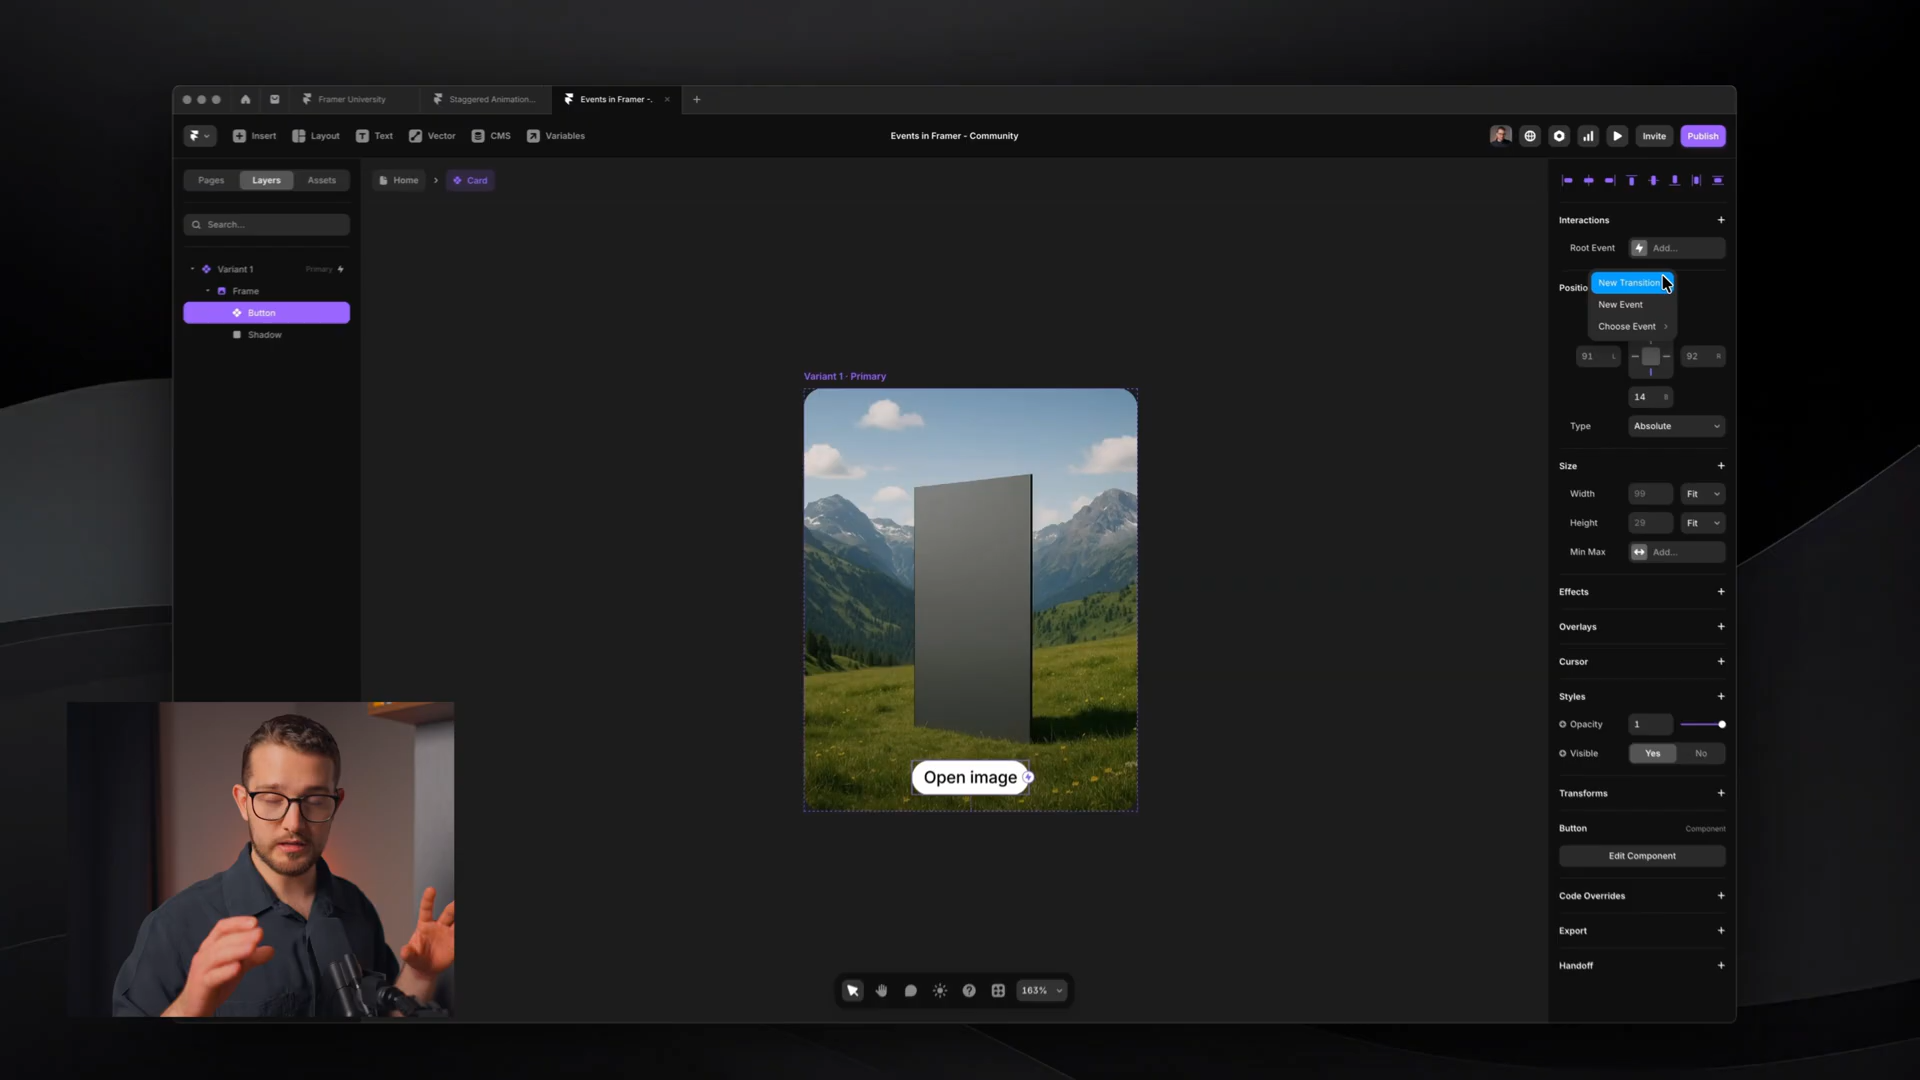 Framer University
Staggered Animation...
Events in Framer -.
Insert
Layout
Text
Vector
CMS
Variables
Events in Framer - Community
Invite
Publish
Pages
Layers
Assets
Home
Card
Search...
Variant 1
Primary
Frame
Button
Shadow
Variant 1 · Primary
Open image
163%
Interactions
Root Event
Add...
Positio
New Transition
New Event
Choose Event
91
L
92
R
14
B
Type
Absolute
Size
Width
99
Fit
Height
29
Fit
Min Max
Add...
Effects
Overlays
Cursor
Styles
Opacity
1
Visible
Yes
No
Transforms
Button
Component
Edit Component
Code Overrides
Export
Handoff